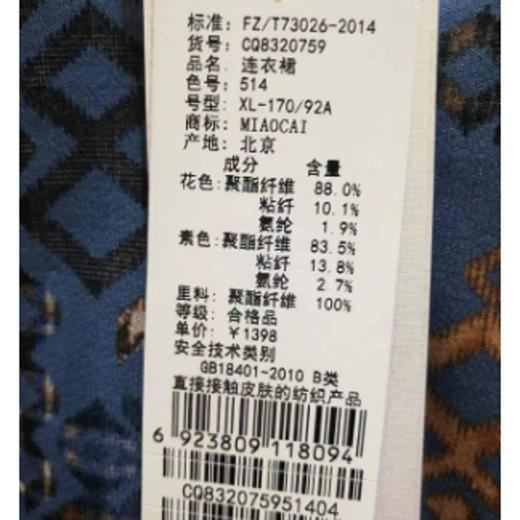 标准: FZ/T73026-2014
货号: CQ8320759
品名: 连衣裙
色号: 514
号型: XL-170/92A
商标: MIAOCAI
产地: 北京
成分 含量
花色: 聚酯纤维 88.0%
粘纤 10.1%
氨纶 1.9%
素色: 聚酯纤维 83.5%
粘纤 13.8%
氨纶 2.7%
里料: 聚酯纤维 100%
等级: 合格品
单价: ¥1398
安全技术类别
GB18401-2010 B类
直接接触皮肤的纺织产品
6 923809 118094
CQ832075951404